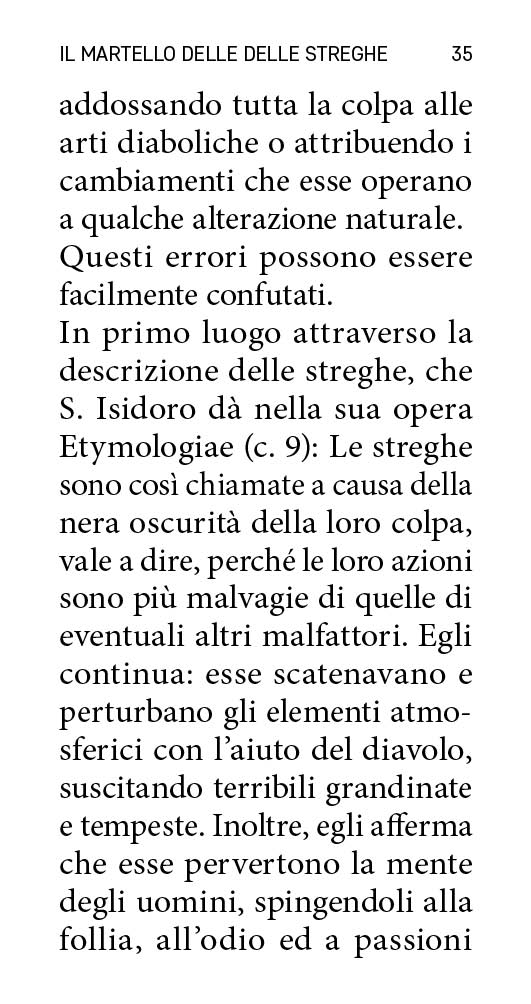 IL MARTELLO DELLE DELLE STREGHE 35
addossando tutta la colpa alle
arti diaboliche o attribuendo i
cambiamenti che esse operano
a qualche alterazione naturale.
Questi errori possono essere
facilmente confutati.
In primo luogo attraverso la
descrizione delle streghe, che
S. Isidoro dà nella sua opera
Etymologiae (c. 9): Le streghe
sono così chiamate a causa della
nera oscurità della loro colpa,
vale a dire, perché le loro azioni
sono più malvagie di quelle di
eventuali altri malfattori. Egli
continua: esse scatenavano e
perturbano gli elementi atmo-
sferici con l’aiuto del diavolo,
suscitando terribili grandinate
e tempeste. Inoltre, egli afferma
che esse pervertono la mente
degli uomini, spingendoli alla
follia, all’odio ed a passioni